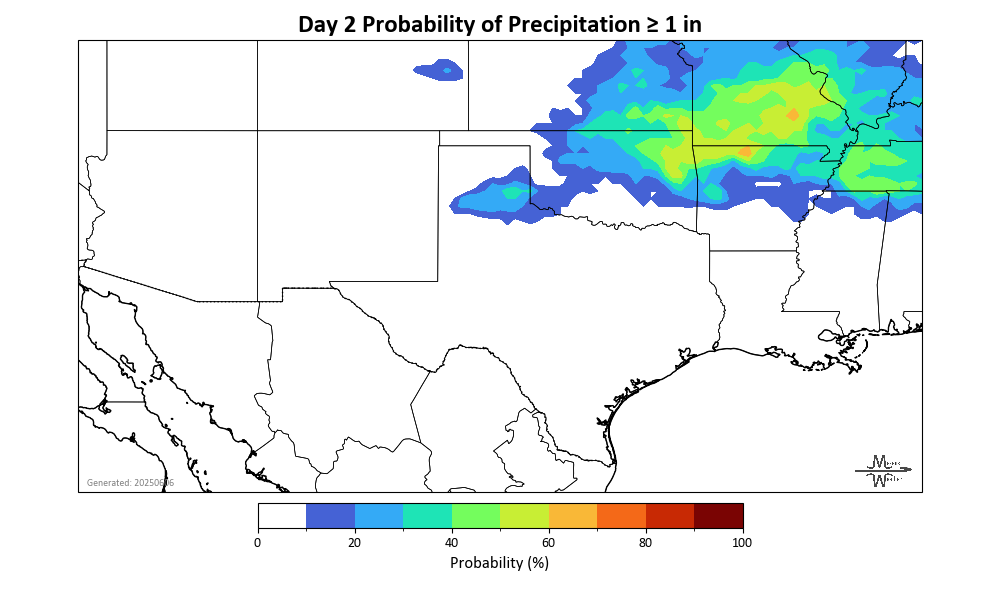 Day 2 Probability of Precipitation ≥ 1 in
Generated: 20250606
0 20 40 60 80 100
Probability (%)